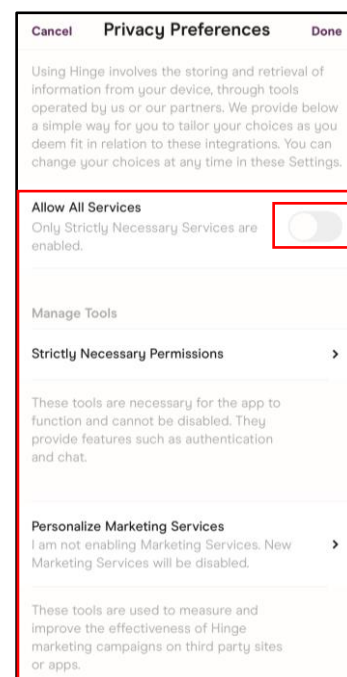 Cancel Privacy Preferences Done
Using Hinge involves the storing and retrieval of
information from your device, through tools
operated by us or our partners. We provide below
a simple way for you to tailor your choices as you
deem fit in relation to these integrations. You can
change your choices at any time in these Settings.
Allow All Services
Only Strictly Necessary Services are
enabled.
Manage Tools
Strictly Necessary Permissions
These tools are necessary for the app to
function and cannot be disabled. They
provide features such as authentication
and chat.
Personalize Marketing Services
I am not enabling Marketing Services. New
Marketing Services will be disabled.
These tools are used to measure and
improve the effectiveness of Hinge
marketing campaigns on third party sites
or apps.